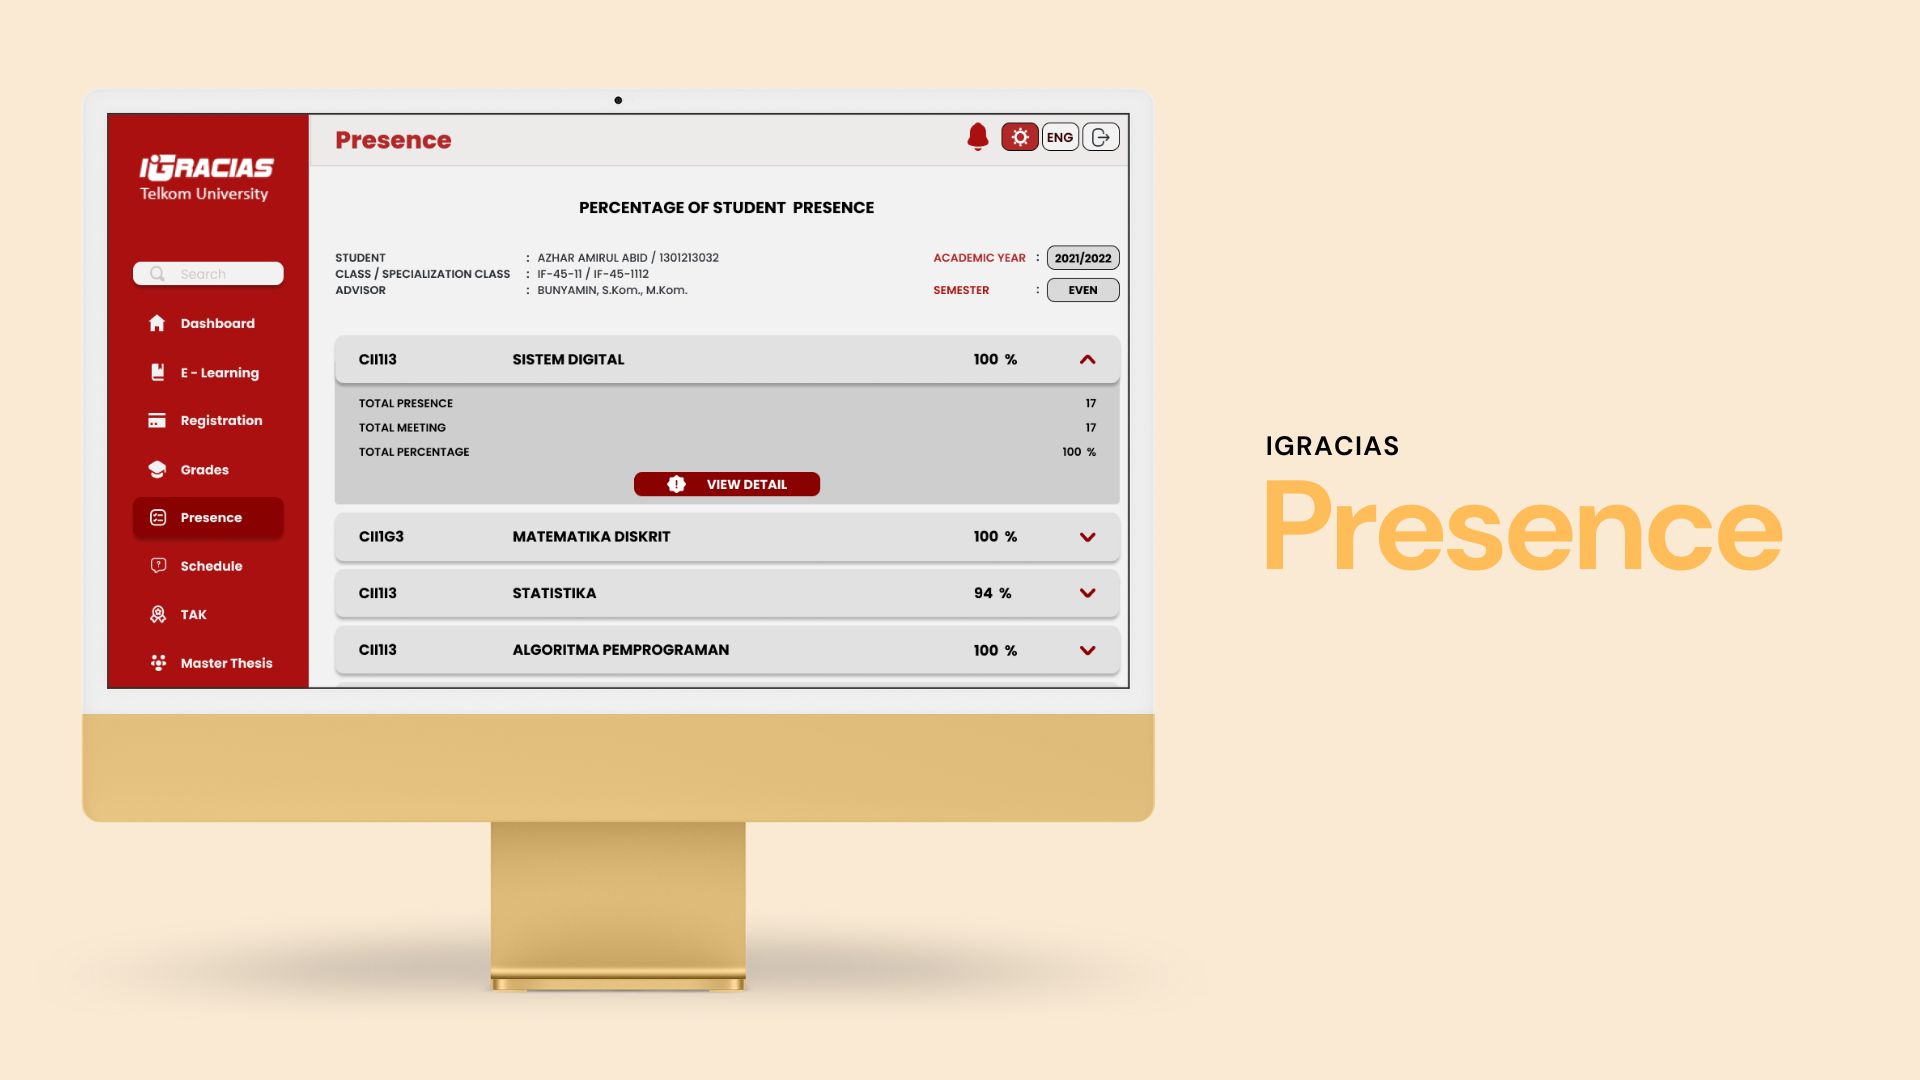 IGRACIAS
Telkom University
Search
Dashboard
E - Learning
Registration
Grades
Presence
Schedule
TAK
Master Thesis
Presence
ENG
PERCENTAGE OF STUDENT PRESENCE
STUDENT : AZHAR AMIRUL ABID / 1301213032
CLASS / SPECIALIZATION CLASS : IF-45-11 / IF-45-1112
ADVISOR : BUNYAMIN, S.Kom., M.Kom.
ACADEMIC YEAR : 2021/2022
SEMESTER : EVEN
CII1I3 SISTEM DIGITAL 100 %
TOTAL PRESENCE 17
TOTAL MEETING 17
TOTAL PERCENTAGE 100 %
VIEW DETAIL
CII1G3 MATEMATIKA DISKRIT 100 %
CII1I3 STATISTIKA 94 %
CII1I3 ALGORITMA PEMPROGRAMAN 100 %
IGRACIAS
Presence